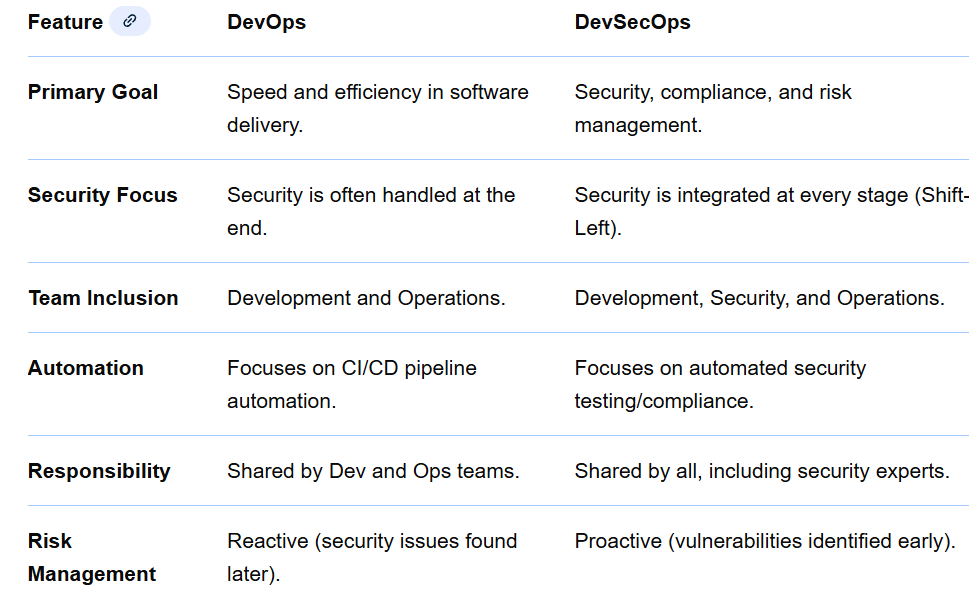 Feature DevOps DevSecOps
Primary Goal Speed and efficiency in software Security, compliance, and risk
delivery. management.
Security Focus Security is often handled at the Security is integrated at every stage (Shift-
end. Left).
Team Inclusion Development and Operations. Development, Security, and Operations.
Automation Focuses on CI/CD pipeline Focuses on automated security
automation. testing/compliance.
Responsibility Shared by Dev and Ops teams. Shared by all, including security experts.
Risk Reactive (security issues found Proactive (vulnerabilities identified early).
Management later).